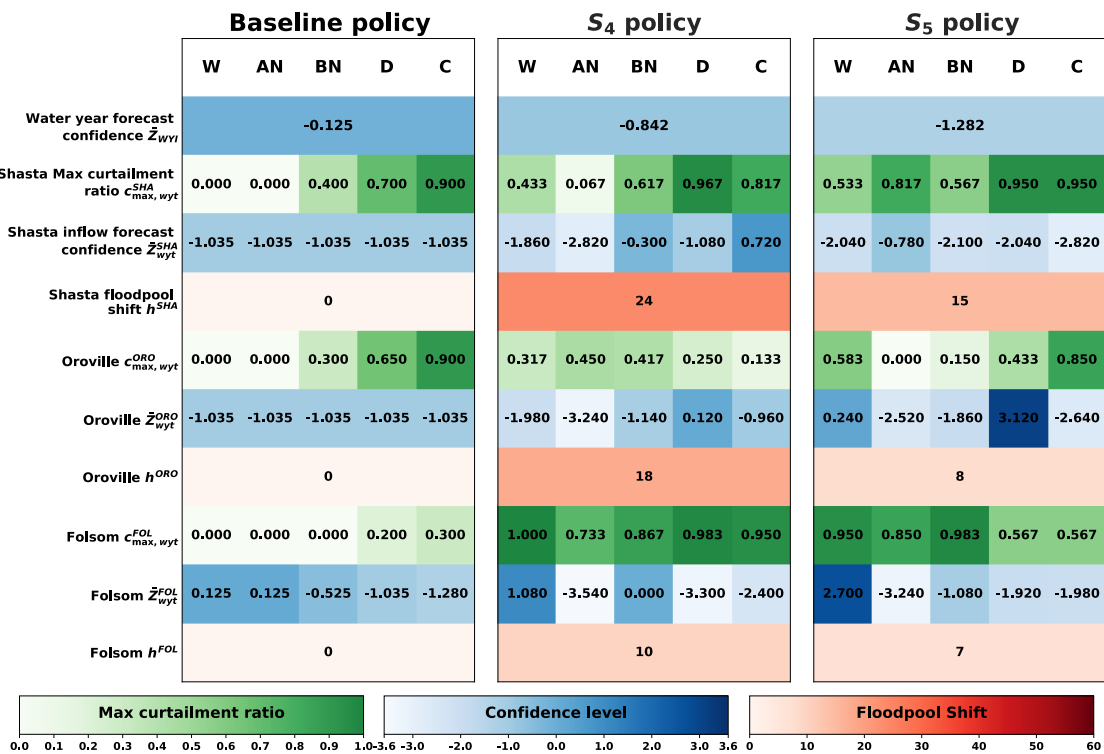 Baseline policy S₄ policy S₅ policy
W AN BN D C W AN BN D C W AN BN D C
Water year forecast
confidence Z̄_WYI -0.125 -0.842 -1.282
Shasta Max curtailment
ratio c^SHA_max, wyt 0.000 0.000 0.400 0.700 0.900 0.433 0.067 0.617 0.967 0.817 0.533 0.817 0.567 0.950 0.950
Shasta inflow forecast
confidence Z̄^SHA_wyt -1.035 -1.035 -1.035 -1.035 -1.035 -1.860 -2.820 -0.300 -1.080 0.720 -2.040 -0.780 -2.100 -2.040 -2.820
Shasta floodpool
shift h^SHA 0 24 15
Oroville c^ORO_max, wyt 0.000 0.000 0.300 0.650 0.900 0.317 0.450 0.417 0.250 0.133 0.583 0.000 0.150 0.433 0.850
Oroville Z̄^ORO_wyt -1.035 -1.035 -1.035 -1.035 -1.035 -1.980 -3.240 -1.140 0.120 -0.960 0.240 -2.520 -1.860 3.120 -2.640
Oroville h^ORO 0 18 8
Folsom c^FOL_max, wyt 0.000 0.000 0.000 0.200 0.300 1.000 0.733 0.867 0.983 0.950 0.950 0.850 0.983 0.567 0.567
Folsom Z̄^FOL_wyt 0.125 0.125 -0.525 -1.035 -1.280 1.080 -3.540 0.000 -3.300 -2.400 2.700 -3.240 -1.080 -1.920 -1.980
Folsom h^FOL 0 10 7
Max curtailment ratio Confidence level Floodpool Shift
0.0 0.1 0.2 0.3 0.4 0.5 0.6 0.7 0.8 0.9 1.0 -3.6 -3.0 -2.0 -1.0 0.0 1.0 2.0 3.0 3.6 0 10 20 30 40 50 60